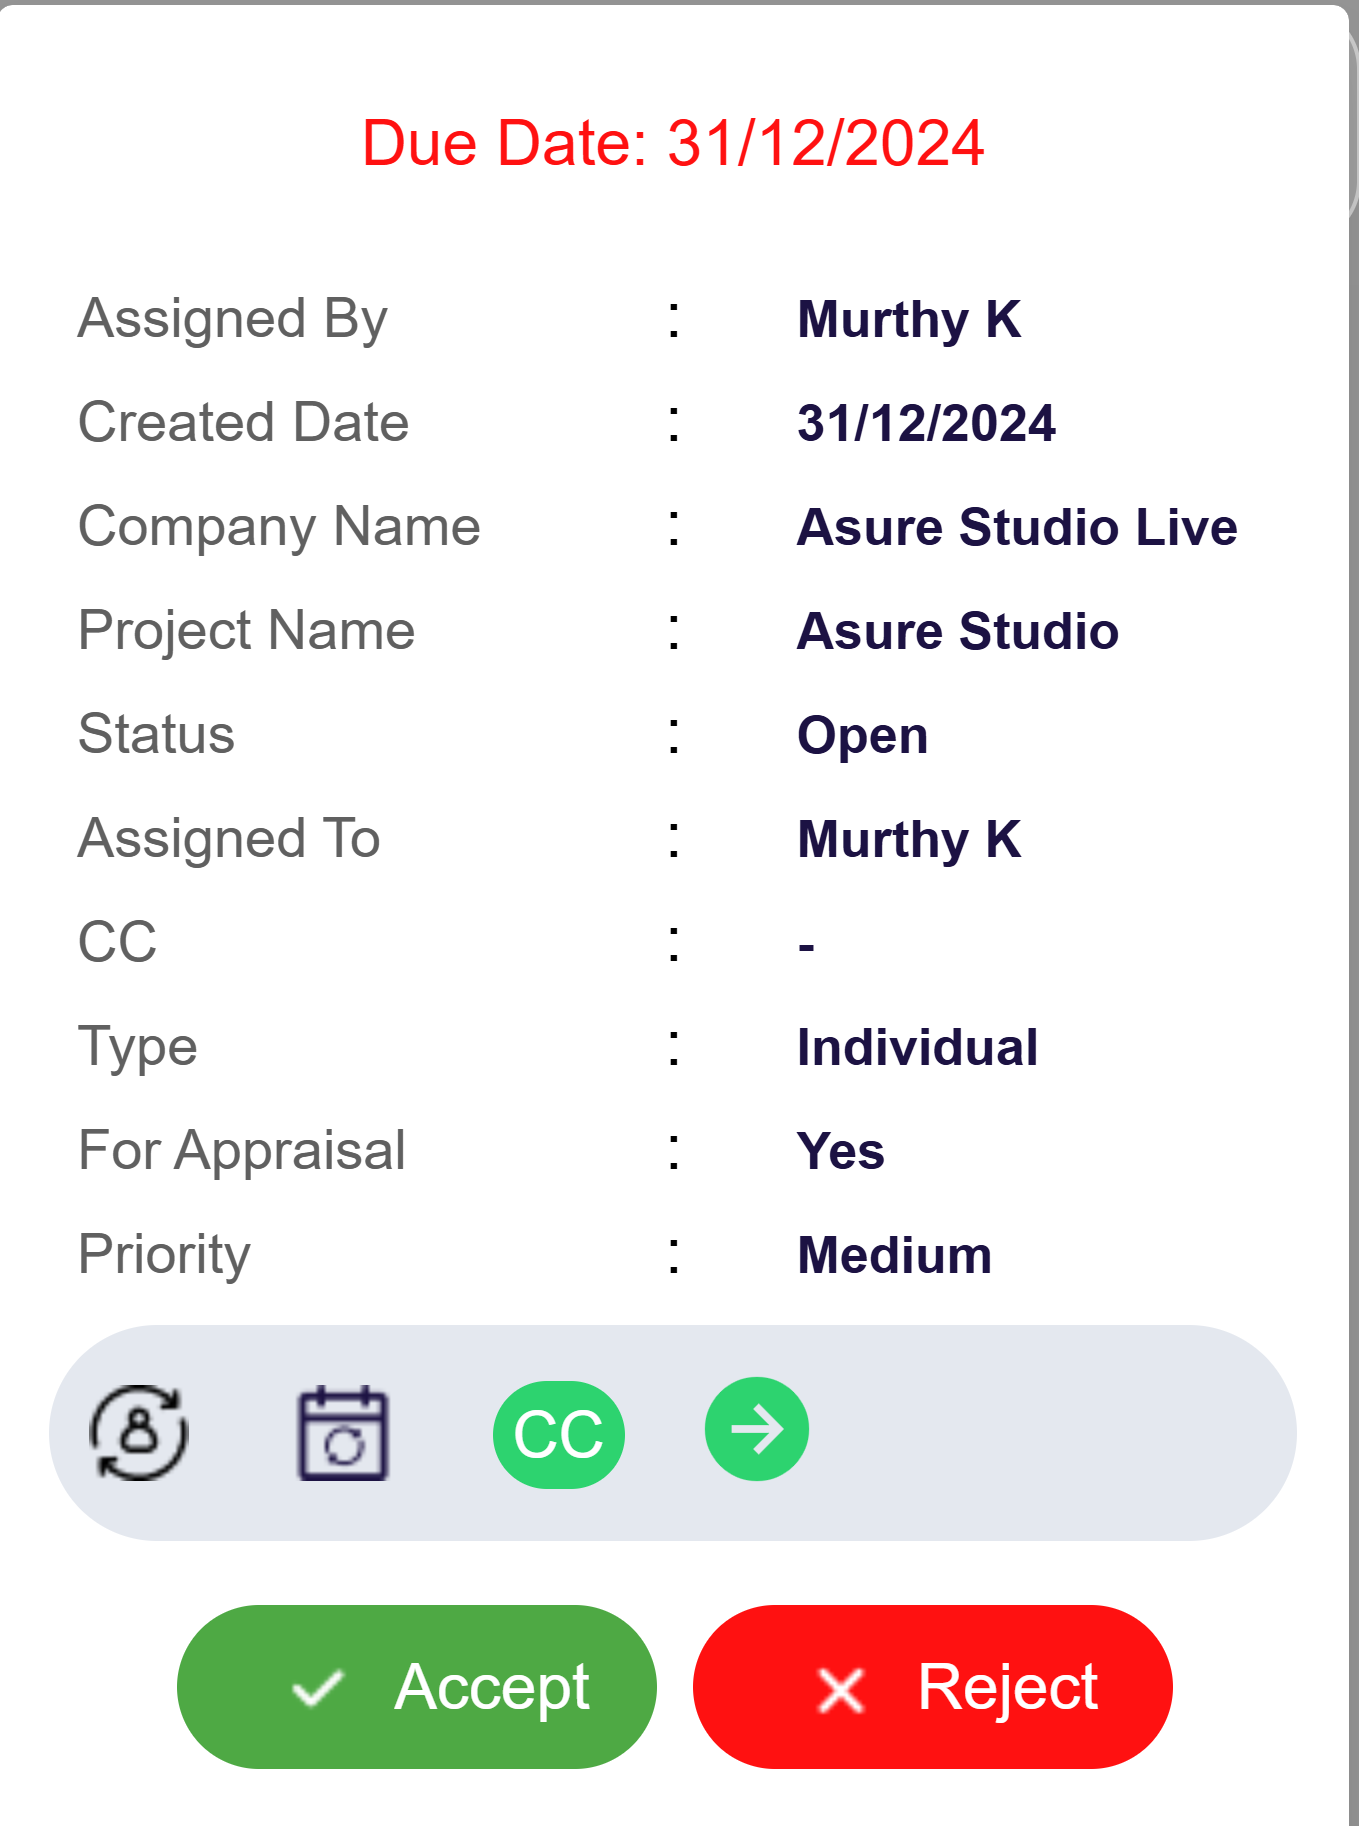 Due Date: 31/12/2024
Assigned By : Murthy K
Created Date : 31/12/2024
Company Name : Asure Studio Live
Project Name : Asure Studio
Status : Open
Assigned To : Murthy K
CC : -
Type : Individual
For Appraisal : Yes
Priority : Medium
CC
Accept Reject